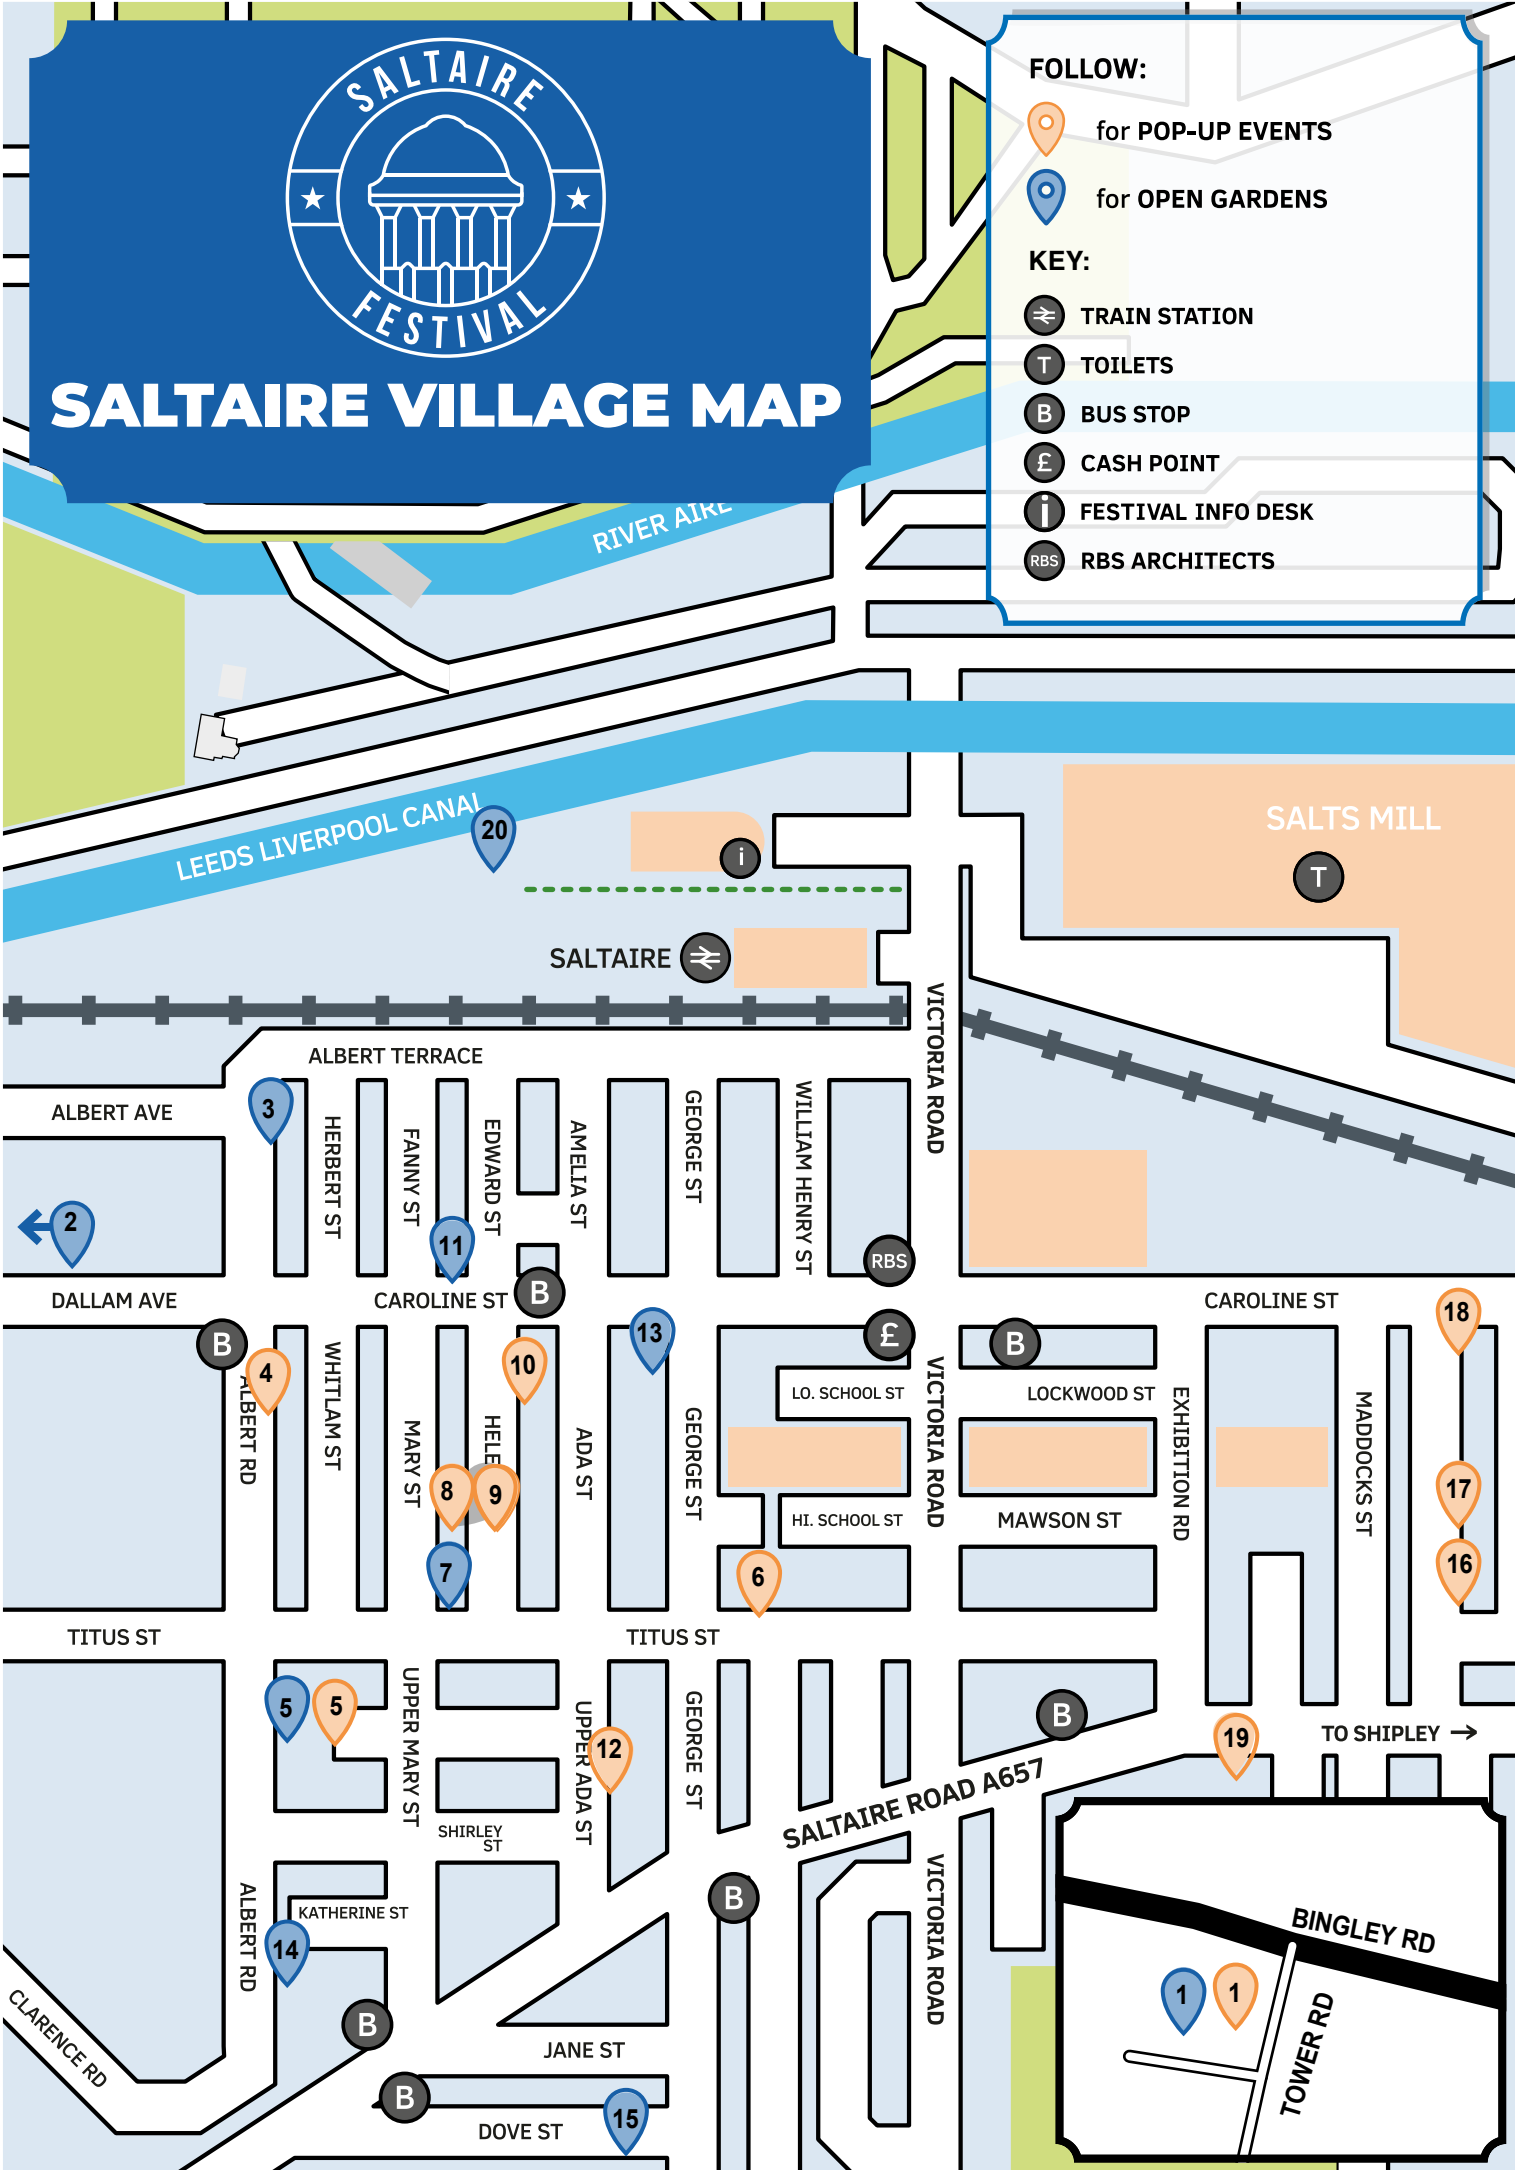 SALTAIRE
FESTIVAL
SALTAIRE VILLAGE MAP
FOLLOW:
for POP-UP EVENTS
for OPEN GARDENS
KEY:
TRAIN STATION
T TOILETS
B BUS STOP
£ CASH POINT
i FESTIVAL INFO DESK
RBS RBS ARCHITECTS
RIVER AIRE
LEEDS LIVERPOOL CANAL
20
i
SALTS MILL
T
SALTAIRE
VICTORIA ROAD
ALBERT TERRACE
ALBERT AVE
3
HERBERT ST
FANNY ST
EDWARD ST
AMELIA ST
GEORGE ST
WILLIAM HENRY ST
2
11
RBS
DALLAM AVE
CAROLINE ST
B
CAROLINE ST
18
B
4
ALBERT RD
WHITLAM ST
MARY ST
HELE
10
ADA ST
13
GEORGE ST
£
B
LO. SCHOOL ST
VICTORIA ROAD
LOCKWOOD ST
EXHIBITION RD
MADDOCKS ST
8
9
17
HI. SCHOOL ST
MAWSON ST
7
6
16
TITUS ST
TITUS ST
5
5
UPPER MARY ST
UPPER ADA ST
12
GEORGE ST
B
19
TO SHIPLEY →
SALTAIRE ROAD A657
SHIRLEY
ST
B
ALBERT RD
KATHERINE ST
14
VICTORIA ROAD
BINGLEY RD
1
1
TOWER RD
CLARENCE RD
B
JANE ST
B
DOVE ST
15